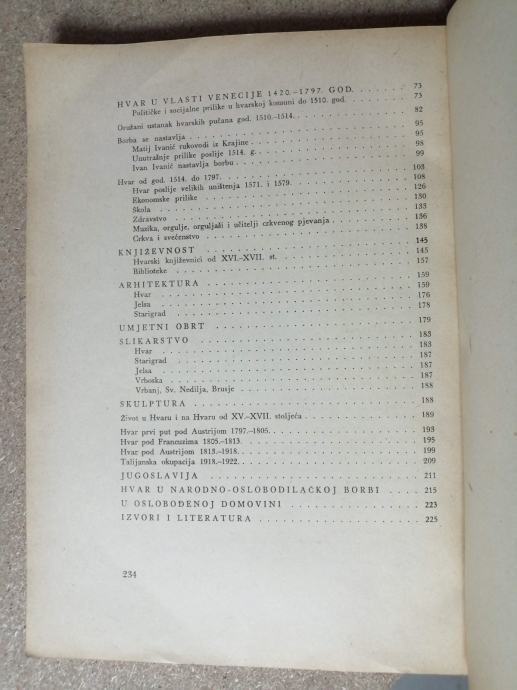 HVAR U VLASTI VENECIJE 1420.–1797. GOD. . . . . . . . 73
Političke i socijalne prilike u hvarskoj komuni do 1510. god. . . . . . . . 73
Oružani ustanak hvarskih pučana god. 1510.–1514. . . . . . . . 82
Borba se nastavlja . . . . . . . 95
Matij Ivanić rukovodi iz Krajine . . . . . . . 95
Unutrašnje prilike poslije 1514. g. . . . . . . . 98
Ivan Ivanić nastavlja borbu . . . . . . . 99
Hvar od god. 1514. do 1797. . . . . . . . 103
Hvar poslije velikih uništenja 1571. i 1579. . . . . . . . 108
Ekonomske prilike . . . . . . . 126
Škola . . . . . . . 130
Zdravstvo . . . . . . . 133
Muzika, orgulje, orguljaši i učitelji crkvenog pjevanja . . . . . . . 136
Crkva i svećenstvo . . . . . . . 138
KNJIŽEVNOST . . . . . . . 145
Hvarski književnici od XVI.–XVII. st. . . . . . . . 145
Biblioteke . . . . . . . 157
ARHITEKTURA . . . . . . . 159
Hvar . . . . . . . 159
Jelsa . . . . . . . 176
Starigrad . . . . . . . 178
UMJETNI OBRT . . . . . . . 179
SLIKARSTVO . . . . . . . 183
Hvar . . . . . . . 183
Starigrad . . . . . . . 187
Jelsa . . . . . . . 187
Vrboska . . . . . . . 187
Vrbanj, Sv. Nedilja, Brusje . . . . . . . 188
SKULPTURA . . . . . . . 188
Život u Hvaru i na Hvaru od XV.–XVII. stoljeća . . . . . . . 189
Hvar prvi put pod Austrijom 1797.–1805. . . . . . . . 193
Hvar pod Francuzima 1805.–1813. . . . . . . . 195
Hvar pod Austrijom 1813.–1918. . . . . . . . 199
Talijanska okupacija 1918.–1922. . . . . . . . 209
JUGOSLAVIJA . . . . . . . 211
HVAR U NARODNO-OSLOBODILAČKOJ BORBI . . . . . . . 215
U OSLOBOĐENOJ DOMOVINI . . . . . . . 223
IZVORI I LITERATURA . . . . . . . 225
234